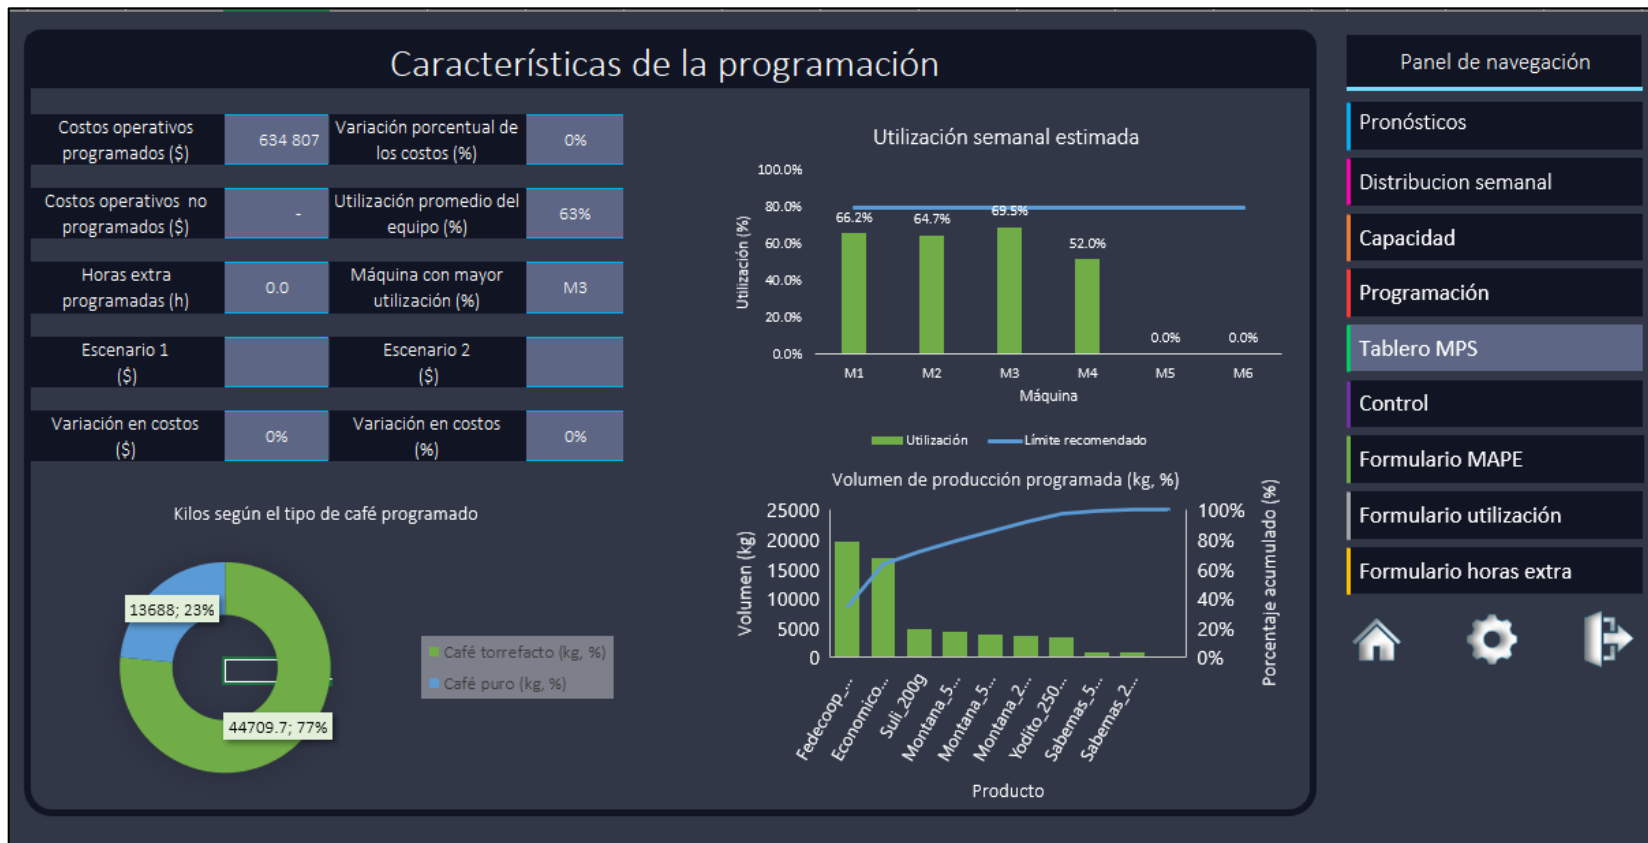 Características de la programación
Costos operativos
programados ($)
634 807
Variación porcentual de
los costos (%)
0%
Costos operativos  no
programados ($)
-
Utilización promedio del
equipo (%)
63%
Horas extra
programadas (h)
0.0
Máquina con mayor
utilización (%)
M3
Escenario 1
($)
Escenario 2
($)
Variación en costos
($)
0%
Variación en costos
(%)
0%
Kilos según el tipo de café programado
13688; 23%
44709.7; 77%
Café torrefacto (kg, %)
Café puro (kg, %)
Utilización semanal estimada
Utilización (%)
100.0%
80.0%
60.0%
40.0%
20.0%
0.0%
66.2%
64.7%
69.5%
52.0%
0.0%
0.0%
M1
M2
M3
M4
M5
M6
Máquina
Utilización
Límite recomendado
Volumen de producción programada (kg, %)
Volumen (kg)
25000
20000
15000
10000
5000
0
100%
80%
60%
40%
20%
0%
Porcentaje acumulado (%)
Fedecoop_...
Economico...
Suli_200g
Montana_5...
Montana_5...
Montana_2...
Yodito_250...
Sabemas_5...
Sabemas_2...
Producto
Panel de navegación
Pronósticos
Distribucion semanal
Capacidad
Programación
Tablero MPS
Control
Formulario MAPE
Formulario utilización
Formulario horas extra